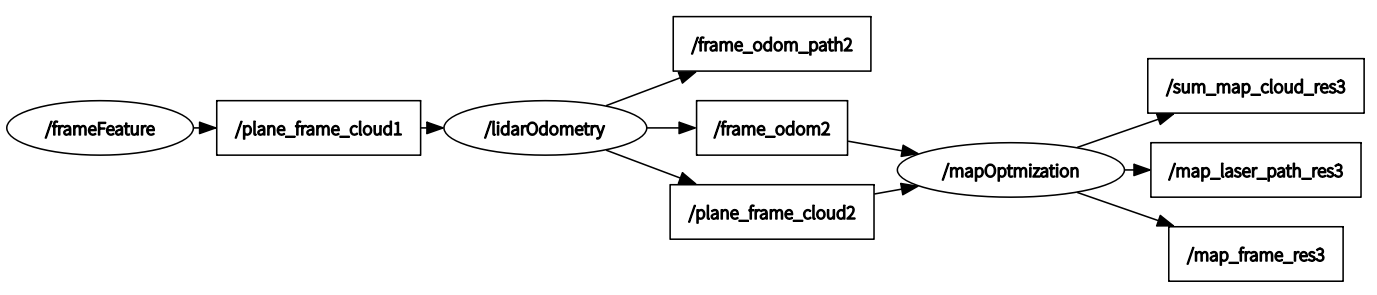 /frameFeature
/plane_frame_cloud1
/lidarOdometry
/frame_odom_path2
/frame_odom2
/plane_frame_cloud2
/mapOptmization
/sum_map_cloud_res3
/map_laser_path_res3
/map_frame_res3